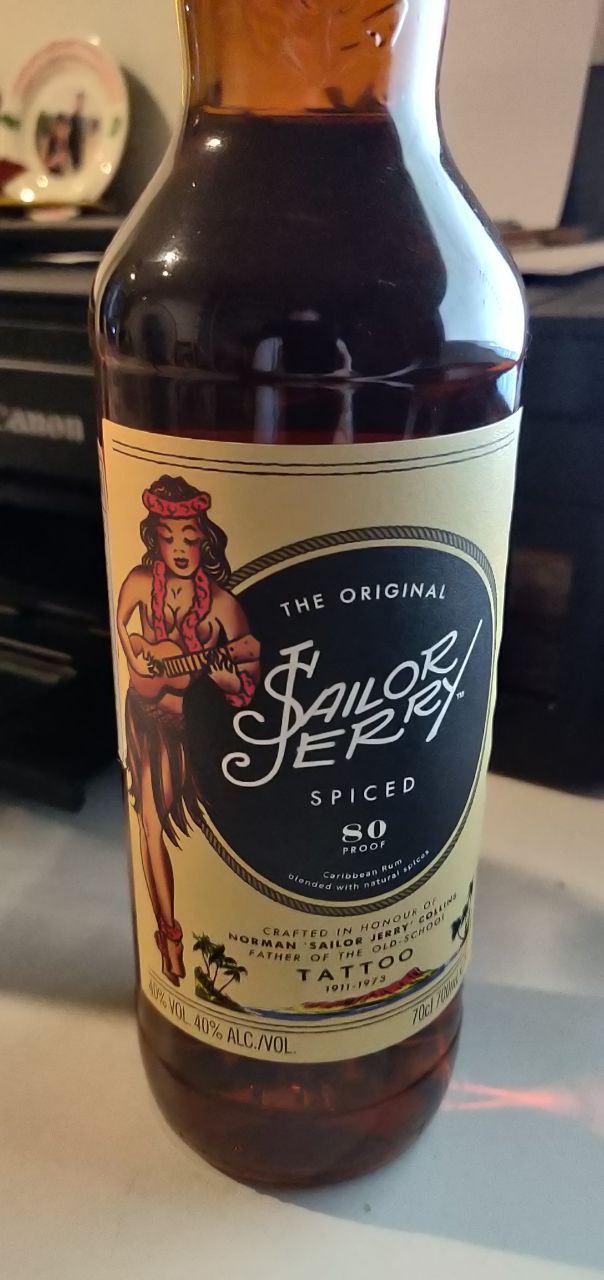 canon
THE ORIGINAL
SAILOR
JERRY™
SPICED
80
PROOF
Caribbean Rum
blended with natural spices
CRAFTED IN HONOUR OF
NORMAN 'SAILOR JERRY' COLLINS
FATHER OF THE OLD-SCHOOL
TATTOO
1911-1973
40% VOL. 40% ALC./VOL.
70cl 700mL